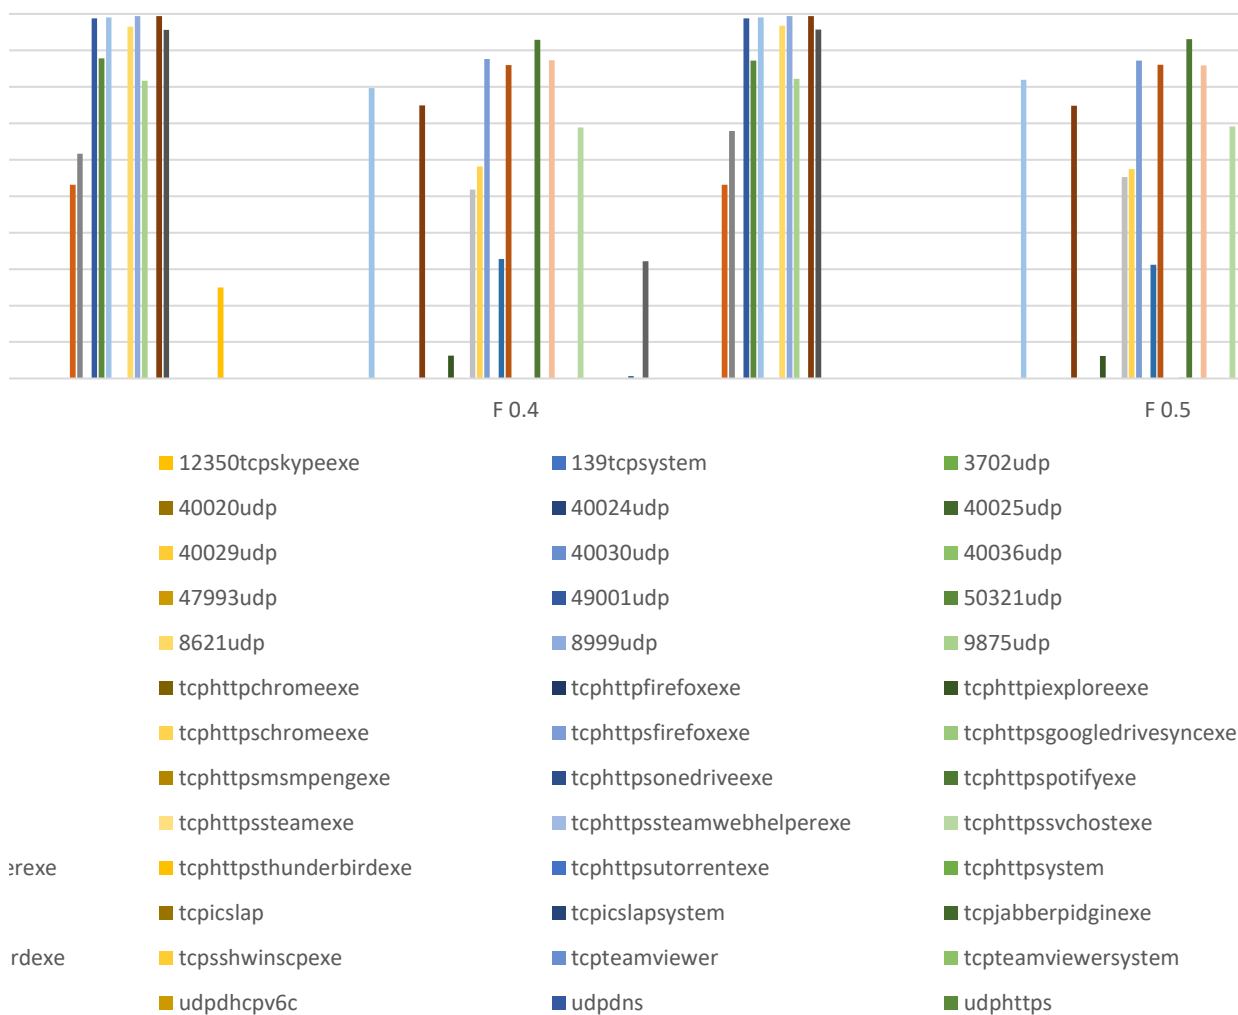 F 0.4 F 0.5
12350tcpskypeexe 139tcpsystem 3702udp
40020udp 40024udp 40025udp
40029udp 40030udp 40036udp
47993udp 49001udp 50321udp
8621udp 8999udp 9875udp
tcphttpchromeexe tcphttpfirefoxexe tcphttpiexploreexe
tcphttpschromeexe tcphttpsfirefoxexe tcphttpsgoogledrivesyncexe
tcphttpsmsmpengexe tcphttpsonedriveexe tcphttpspotifyexe
tcphttpssteamexe tcphttpssteamwebhelperexe tcphttpssvchostexe
erexe tcphttpsthunderbirdexe tcphttpsutorrentexe tcphttpsystem
tcpicslap tcpicslapsystem tcpjabberpidginexe
rdexe tcpsshwinscpexe tcpteamviewer tcpteamviewersystem
udpdhcpv6c udpdns udphttps